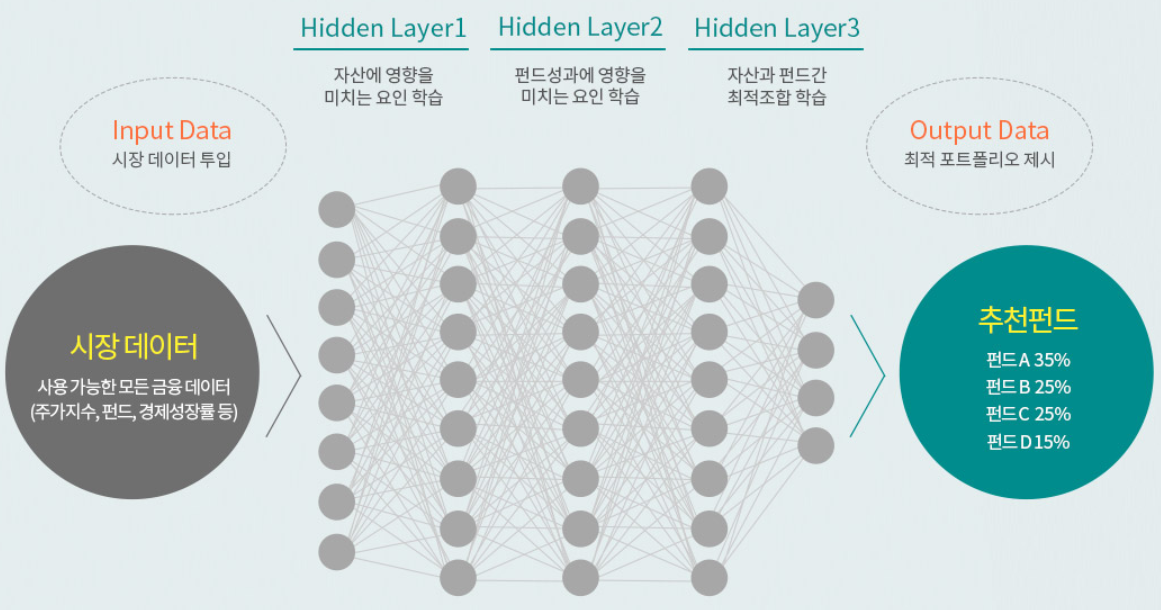 Hidden Layer1
자산에 영향을
미치는 요인 학습
Hidden Layer2
펀드성과에 영향을
미치는 요인 학습
Hidden Layer3
자산과 펀드간
최적조합 학습
Input Data
시장 데이터 투입
Output Data
최적 포트폴리오 제시
시장 데이터
사용 가능한 모든 금융 데이터
(주가지수, 펀드, 경제성장률 등)
추천펀드
펀드 A 35%
펀드 B 25%
펀드 C 25%
펀드 D 15%